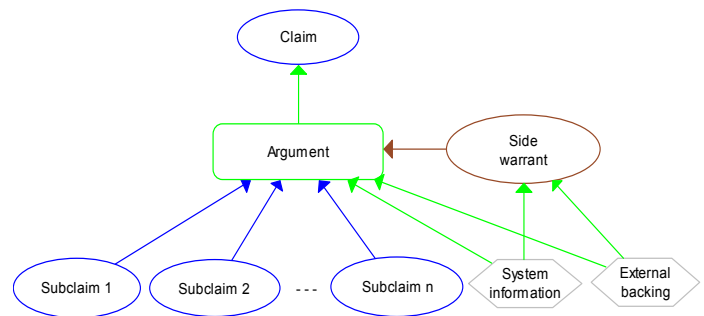 Claim
Argument
Side
warrant
Subclaim 1
Subclaim 2
- - -
Subclaim n
System
information
External
backing